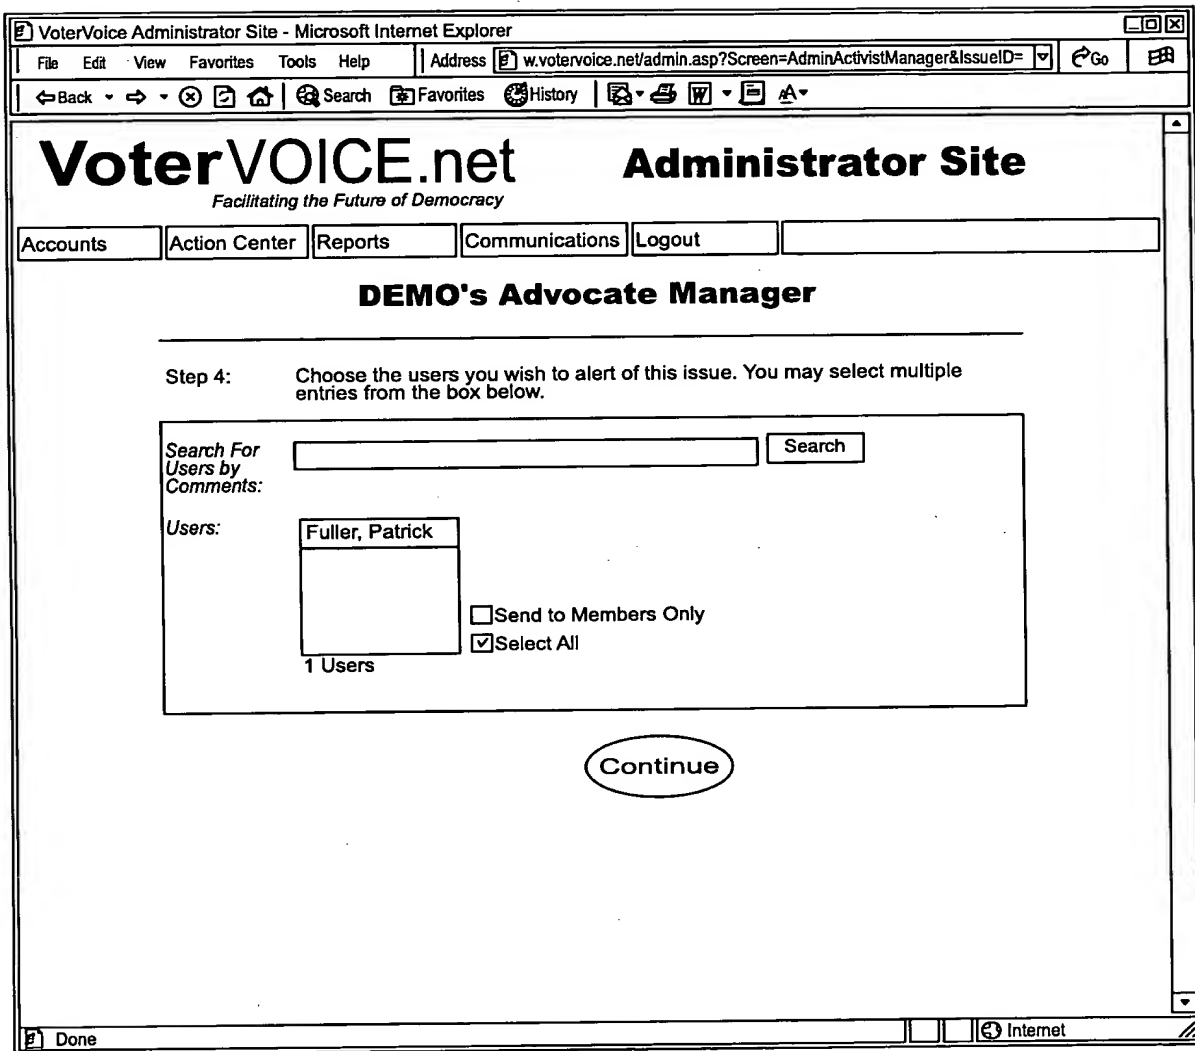 VoterVoice Administrator Site - Microsoft Internet Explorer
File Edit View Favorites Tools Help Address w.votervoice.net/admin.asp?Screen=AdminActivistManager&IssueID= Go
Back Search Favorites History
VoterVOICE.net Administrator Site
Facilitating the Future of Democracy
Accounts Action Center Reports Communications Logout
DEMO's Advocate Manager
Step 4: Choose the users you wish to alert of this issue. You may select multiple
entries from the box below.
Search For
Users by
Comments:
Search
Users:
Fuller, Patrick
Send to Members Only
Select All
1 Users
Continue
Done Internet